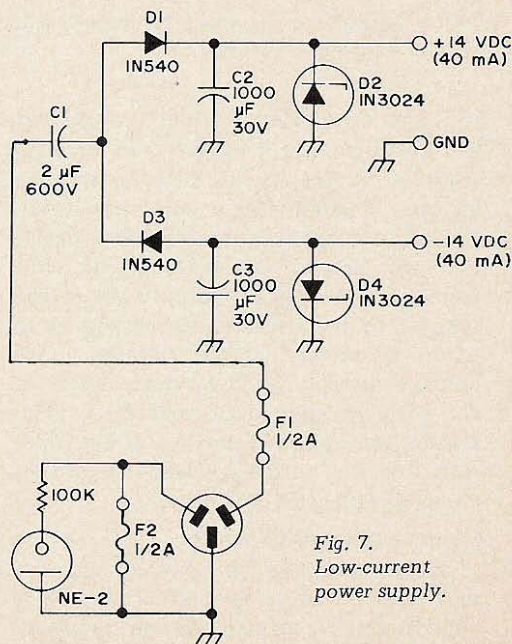 D1
1N540
+14 VDC
(40 mA)
C2
1000
µF
30V
D2
IN3024
GND
C1
2 µF
600V
D3
1N540
C3
1000
µF
30V
-14 VDC
(40 mA)
D4
IN3024
F1
1/2A
100K
F2
1/2A
NE-2
Fig. 7.
Low-current
power supply.